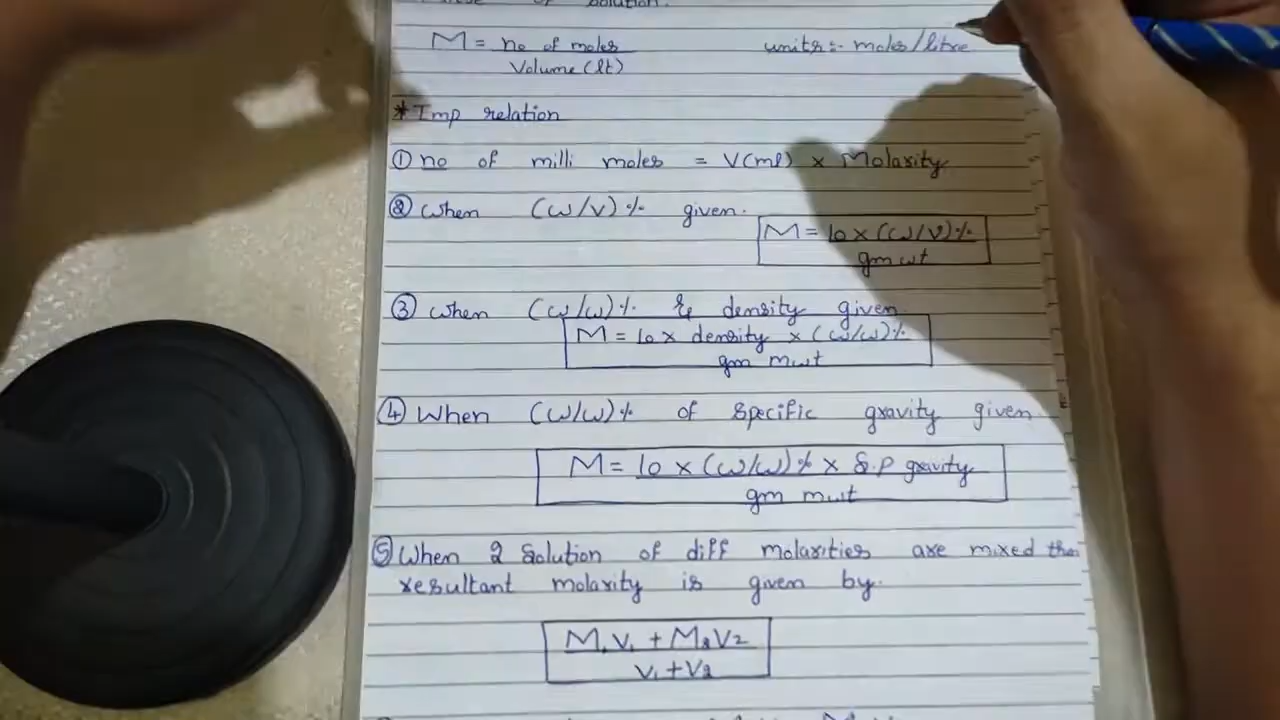 of solution.
M = no of moles units:- moles/litre
Volume (lt)
* Imp relation
① no of milli moles = V(ml) × Molarity
② When (w/v)% given.
M = 10 × (w/v)%
gm wt
③ When (w/w)% & density given
M = 10 × density × (w/w)%
gm mwt
④ When (w/w)% of specific gravity given
M = 10 × (w/w)% × S.P gravity
gm mwt
⑤ When 2 solution of diff molarities are mixed then
resultant molarity is given by.
M₁V₁ + M₂V₂
V₁ + V₂